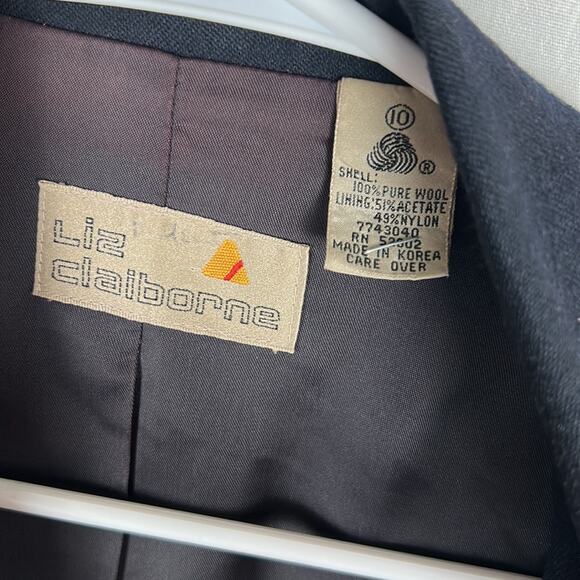 Liz
claiborne
10
®
SHELL:
100% PURE WOOL
LINING: 51% ACETATE
49% NYLON
7743040
RN 52002
MADE IN KOREA
CARE OVER